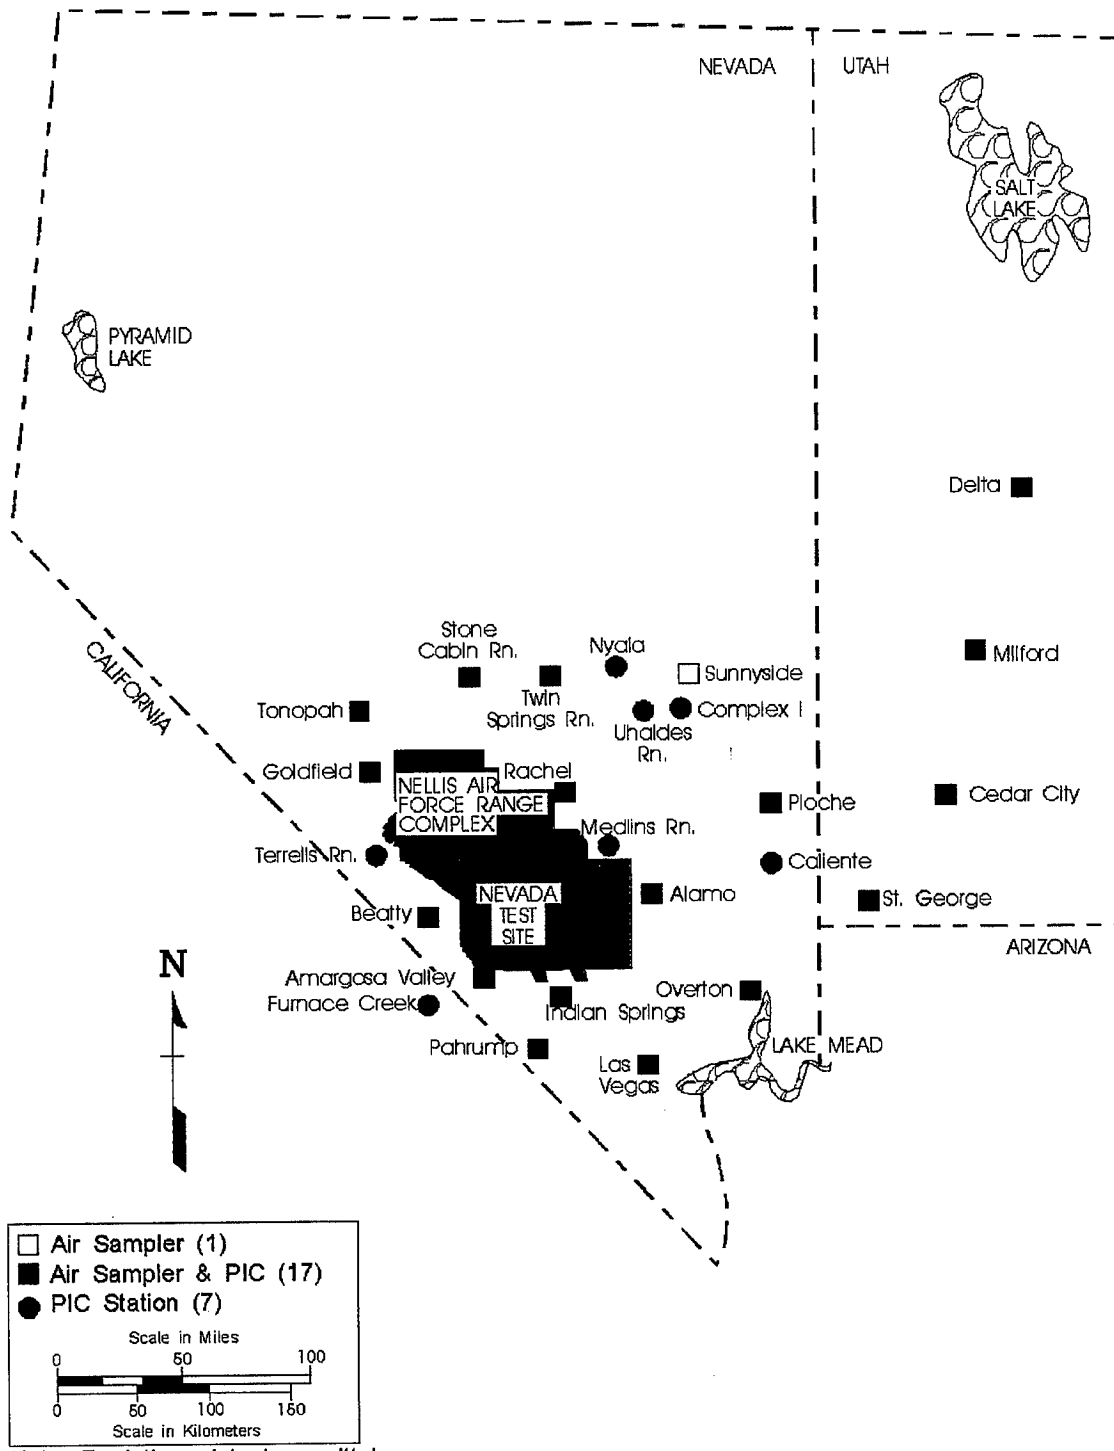 NEVADA
UTAH
SALT
LAKE
PYRAMID
LAKE
Delta
CALIFORNIA
Stone
Cabin Rn.
Nyala
Sunnyside
Milford
Twin
Springs Rn.
Tonopah
Complex I
Uhaldes
Rn.
Goldfield
Rachel
NELLIS AIR
FORCE RANGE
COMPLEX
Pioche
Cedar City
Medlins Rn.
Terrells Rn.
Caliente
NEVADA
TEST
SITE
Alamo
St. George
Beatty
ARIZONA
N
Amargosa Valley
Furnace Creek
Overton
Indian Springs
Pahrump
Las
Vegas
LAKE MEAD
Air Sampler (1)
Air Sampler & PIC (17)
PIC Station (7)
Scale in Miles
0 50 100
0 50 100 150
Scale in Kilometers